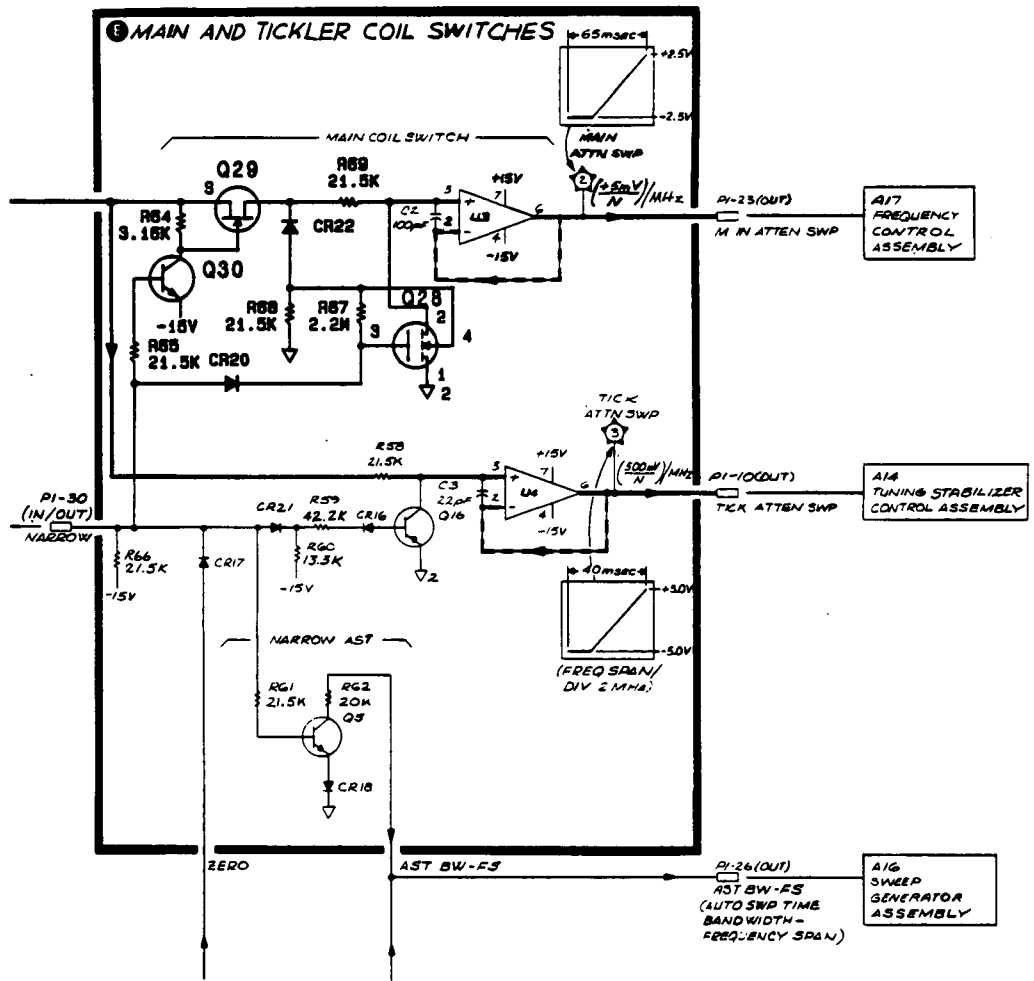 E MAIN AND TICKLER COIL SWITCHES
65msec
+2.5V
-2.5V
MAIN COIL SWITCH
MAIN
ATTN SWP
Q29
S
R69
21.5K
R64
3.16K
CR22
C2
100pF
3
2
+15V
7
U3
6
4
-15V
2
(+5mV/N)/MHz
P1-23(OUT)
M IN ATTEN SWP
A17
FREQUENCY
CONTROL
ASSEMBLY
Q30
-15V
R68
21.5K
R67
2.2M
Q28
2
3
4
1
2
R65
21.5K
CR20
TICK
ATTN SWP
3
R58
21.5K
C3
22pF
3
2
+15V
7
U4
6
4
-15V
(500mV/N)/MHz
P1-10(OUT)
TICK ATTEN SWP
A14
TUNING STABILIZER
CONTROL ASSEMBLY
P1-30
(IN/OUT)
NARROW
CR21
R59
42.2K
CR16
Q16
2
R66
21.5K
-15V
CR17
R60
13.3K
-15V
40msec
+5.0V
-5.0V
(FREQ SPAN/
DIV 2 MHz)
NARROW AST
R61
21.5K
R62
20K
Q5
CR18
ZERO
AST BW-FS
P1-26(OUT)
AST BW-FS
(AUTO SWP TIME
BANDWIDTH-
FREQUENCY SPAN)
A16
SWEEP
GENERATOR
ASSEMBLY